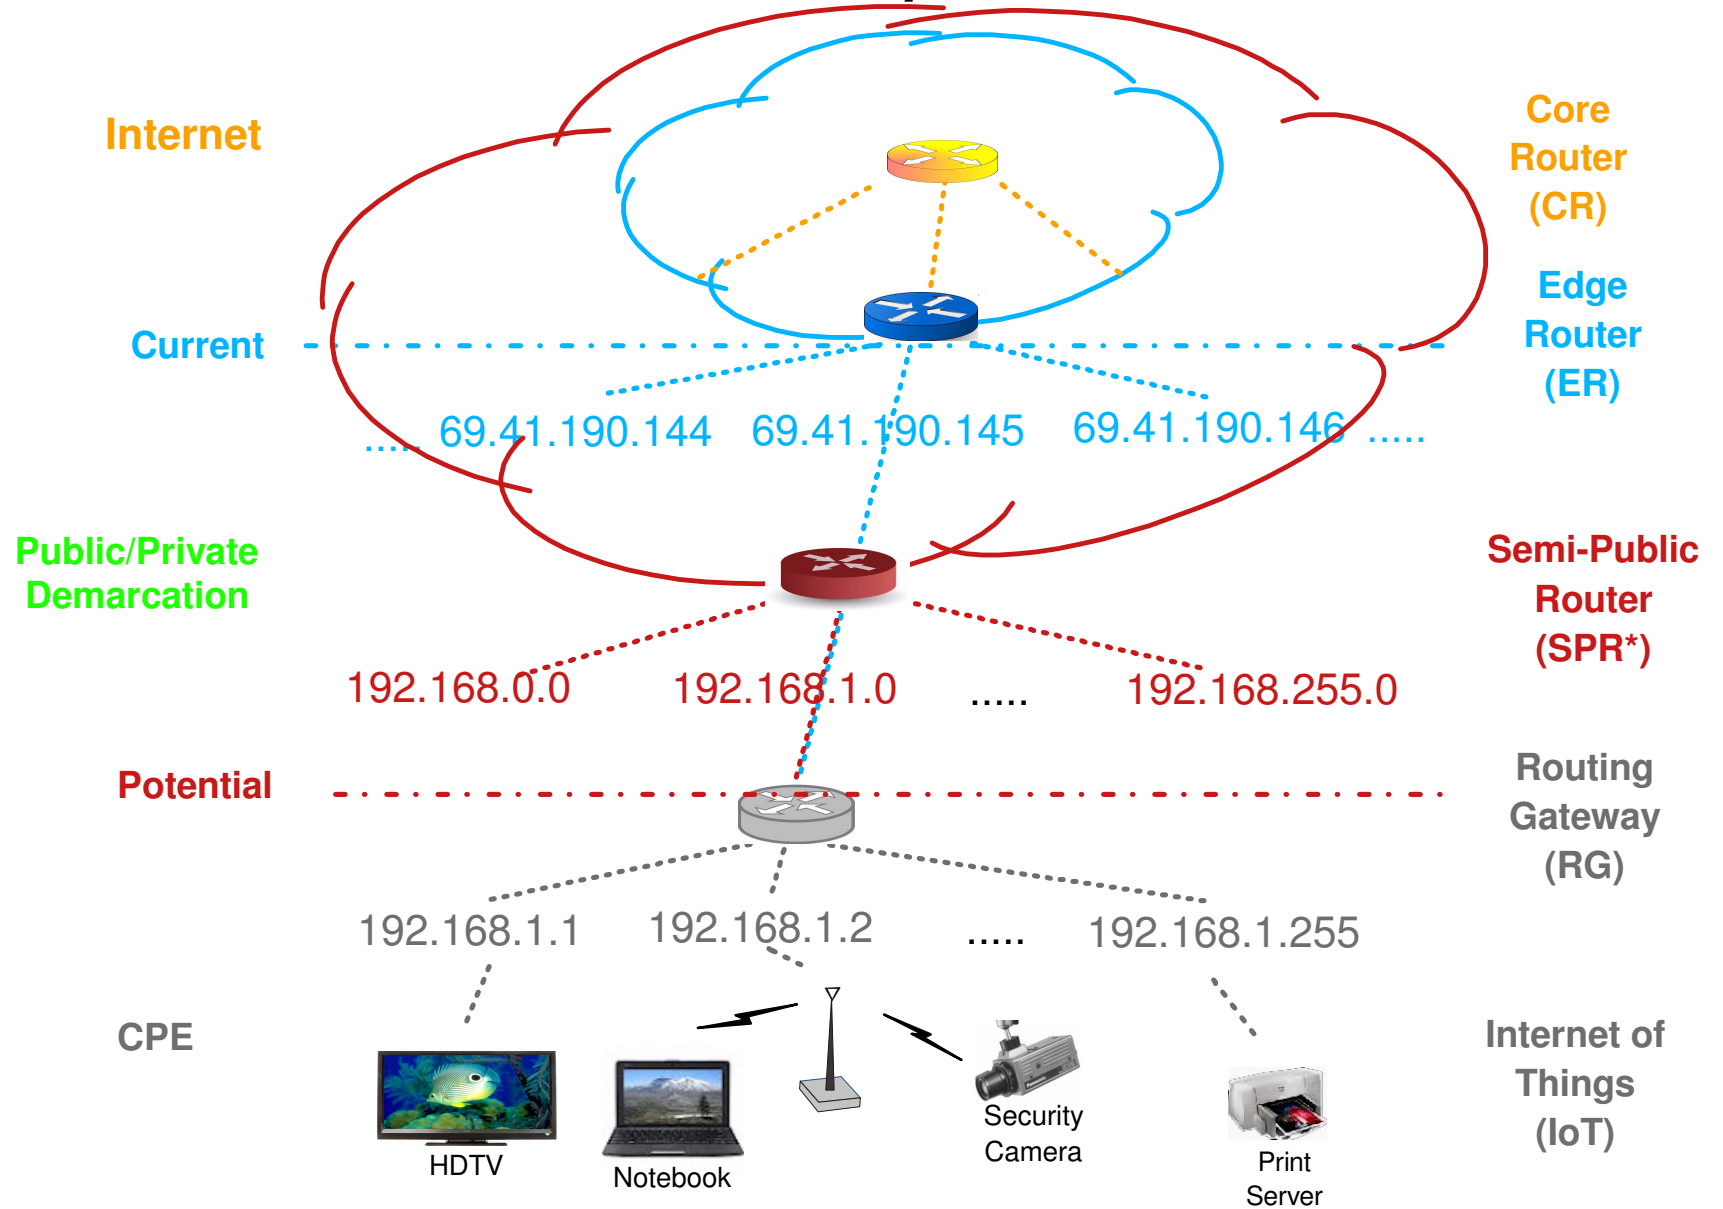 Internet
Core
Router
(CR)
Edge
Router
(ER)
Current
..... 69.41.190.144 69.41.190.145 69.41.190.146 .....
Public/Private
Demarcation
Semi-Public
Router
(SPR*)
192.168.0.0 192.168.1.0 ..... 192.168.255.0
Potential
Routing
Gateway
(RG)
192.168.1.1 192.168.1.2 ..... 192.168.1.255
CPE
Internet of
Things
(IoT)
HDTV
Notebook
Security
Camera
Print
Server